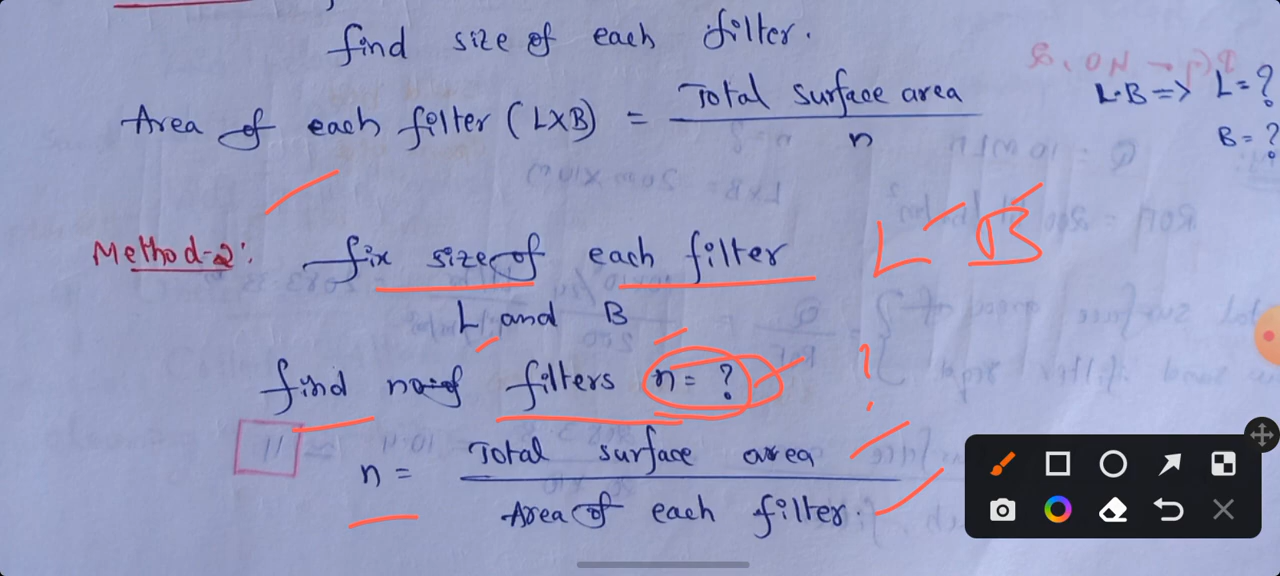 find size of each filter.
Area of each filter (L×B) = Total surface area / n
L·B => L = ?
B = ?
Method-2: fix size of each filter
L B
L and B
find no.of filters n = ?
?
n = Total surface area / Area of each filter.
11